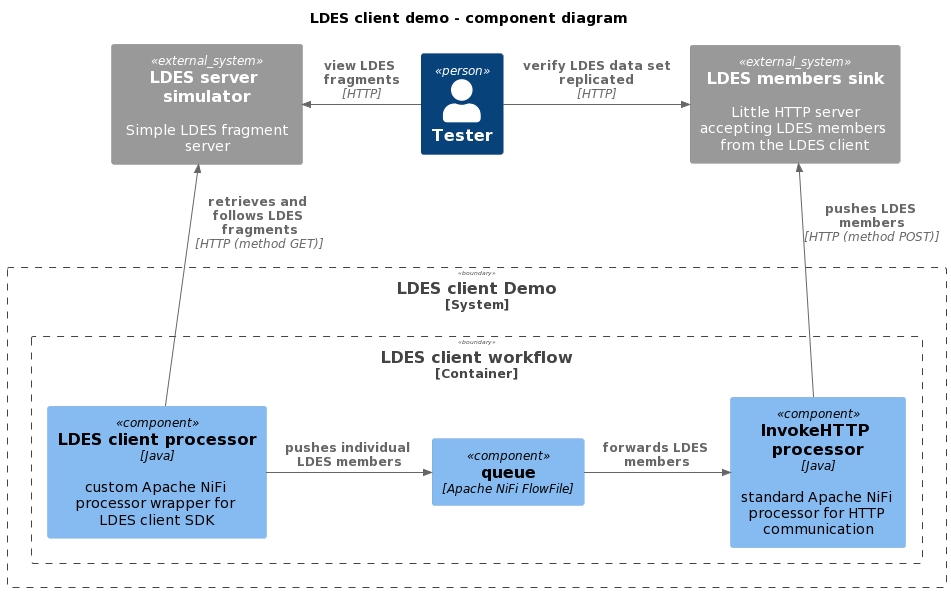 LDES client demo - component diagram
«external_system»
LDES server
simulator
Simple LDES fragment
server
view LDES
fragments
[HTTP]
«person»
Tester
verify LDES data set
replicated
[HTTP]
«external_system»
LDES members sink
Little HTTP server
accepting LDES members
from the LDES client
retrieves and
follows LDES
fragments
[HTTP (method GET)]
pushes LDES
members
[HTTP (method POST)]
«boundary»
LDES client Demo
[System]
«boundary»
LDES client workflow
[Container]
«component»
LDES client processor
[Java]
custom Apache NiFi
processor wrapper for
LDES client SDK
pushes individual
LDES members
«component»
queue
[Apache NiFi FlowFile]
forwards LDES
members
«component»
InvokeHTTP
processor
[Java]
standard Apache NiFi
processor for HTTP
communication